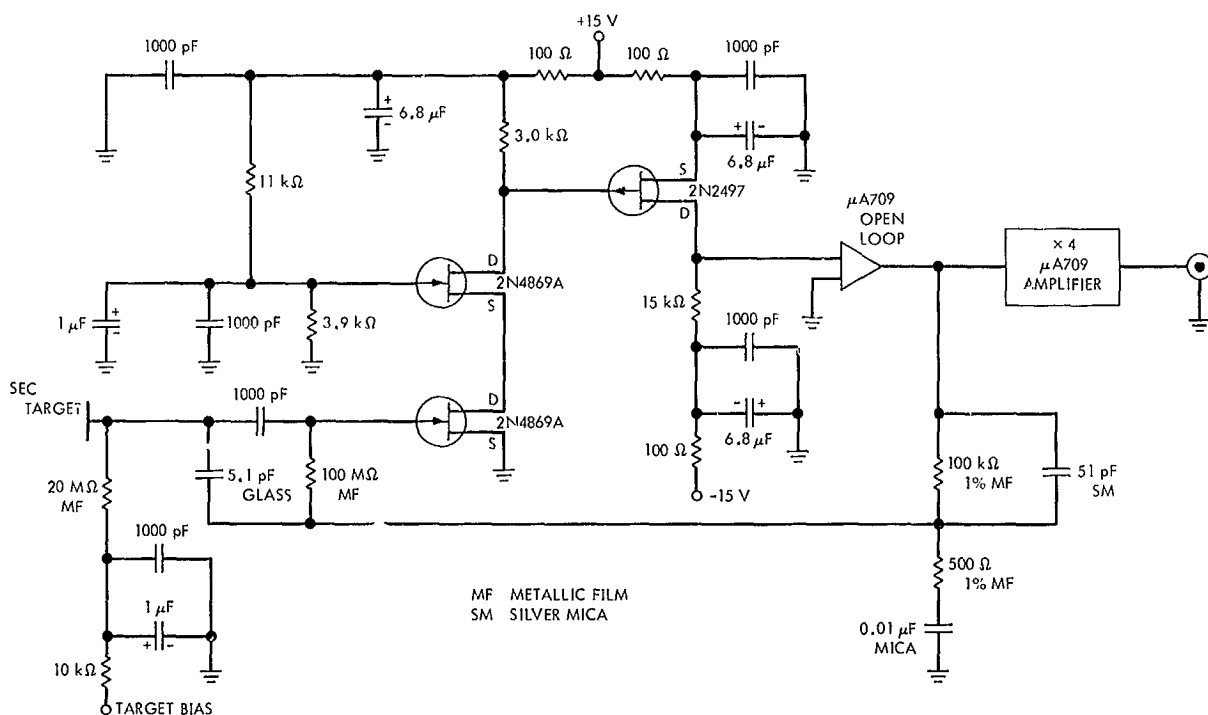 +15 V
1000 pF
100 Ω
100 Ω
1000 pF
6.8 µF
+
-
3.0 kΩ
+ -
6.8 µF
11 kΩ
S
2N2497
D
µA709
OPEN
LOOP
× 4
µA709
AMPLIFIER
D
2N4869A
S
15 kΩ
1 µF
+
-
1000 pF
3.9 kΩ
1000 pF
SEC
TARGET
1000 pF
D
2N4869A
S
- +
6.8 µF
100 Ω
-15 V
20 MΩ
MF
5.1 pF
GLASS
100 MΩ
MF
100 kΩ
1% MF
51 pF
SM
1000 pF
1 µF
+ -
500 Ω
1% MF
MF METALLIC FILM
SM SILVER MICA
0.01 µF
MICA
10 kΩ
TARGET BIAS